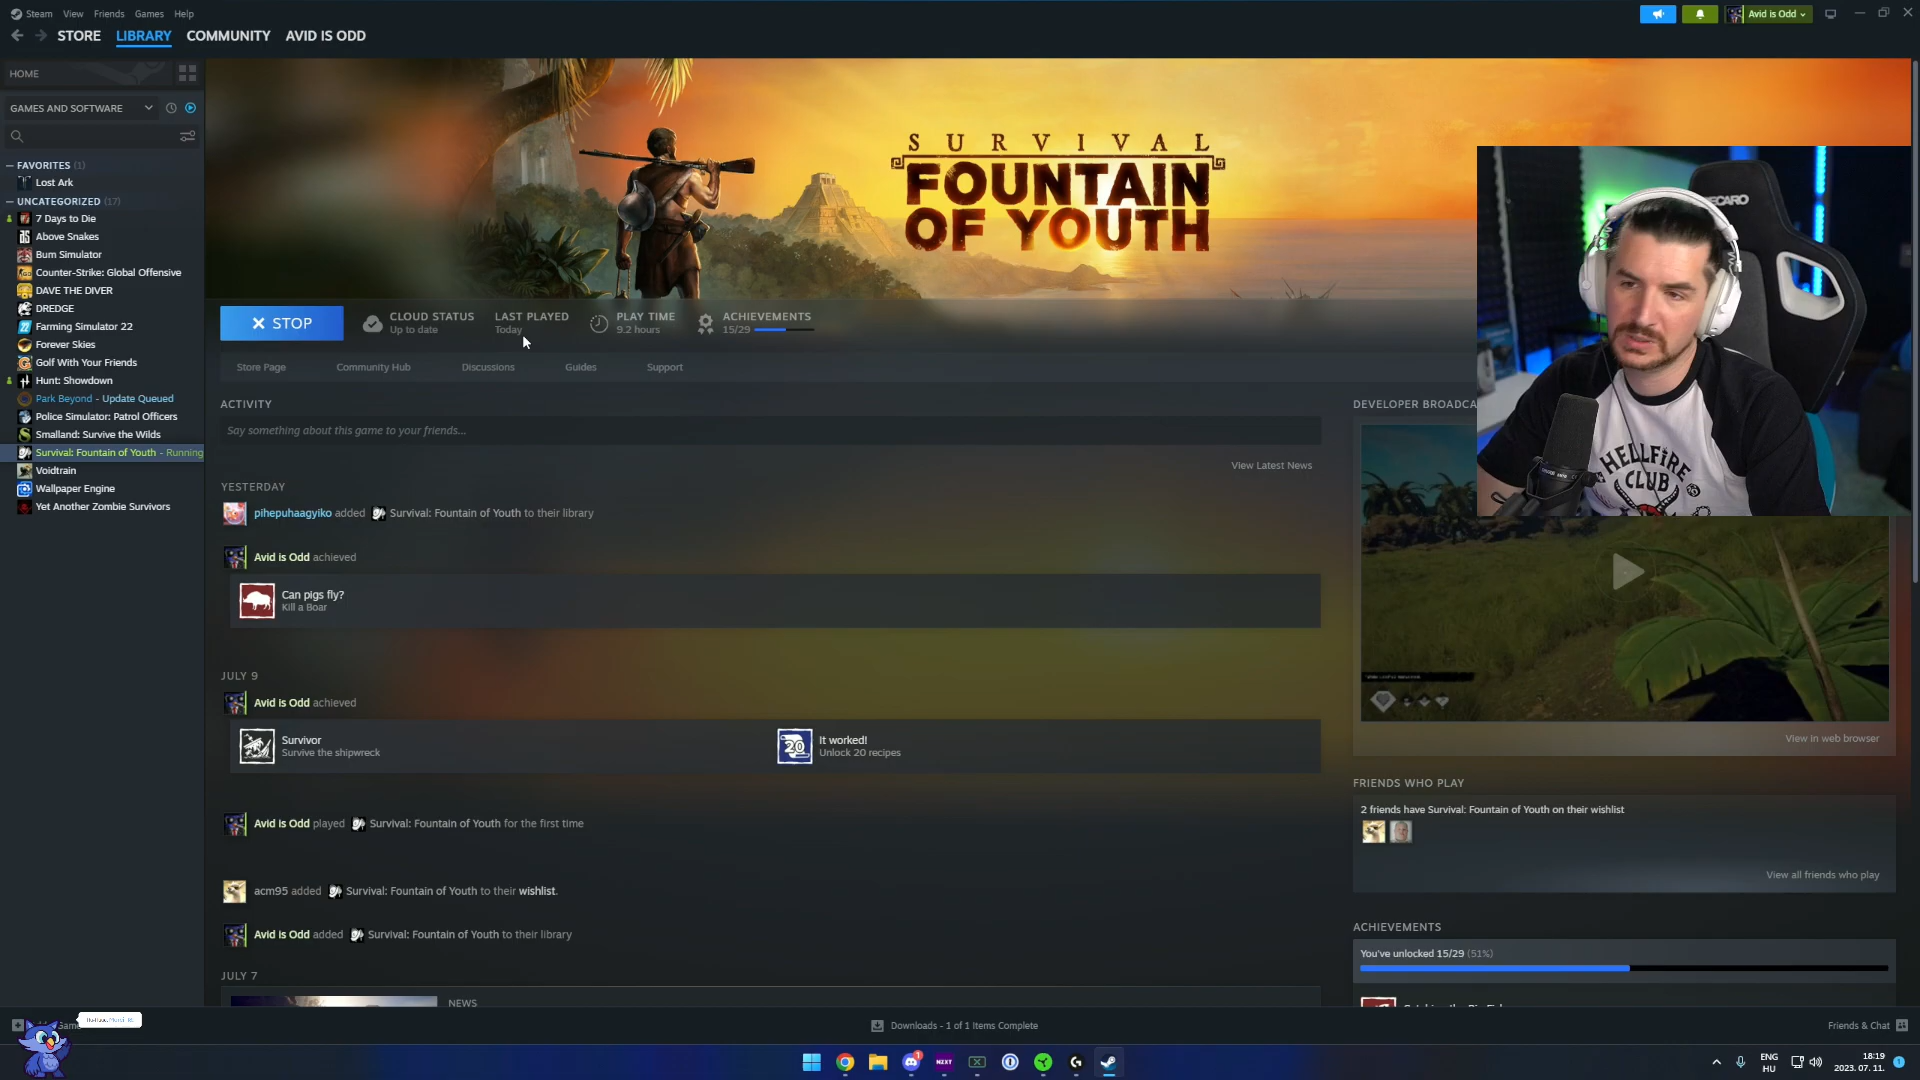 Steam View Friends Games Help
Avid is Odd
STORE LIBRARY COMMUNITY AVID IS ODD
HOME
GAMES AND SOFTWARE
FAVORITES (1)
Lost Ark
UNCATEGORIZED (17)
7 Days to Die
Above Snakes
Bum Simulator
Counter-Strike: Global Offensive
DAVE THE DIVER
DREDGE
Farming Simulator 22
Forever Skies
Golf With Your Friends
Hunt: Showdown
Park Beyond - Update Queued
Police Simulator: Patrol Officers
Smalland: Survive the Wilds
Survival: Fountain of Youth - Running
Voidtrain
Wallpaper Engine
Yet Another Zombie Survivors
SURVIVAL
FOUNTAIN
OF YOUTH
STOP
CLOUD STATUS
Up to date
LAST PLAYED
Today
PLAY TIME
9.2 hours
ACHIEVEMENTS
15/29
Store Page Community Hub Discussions Guides Support
ACTIVITY
Say something about this game to your friends...
View Latest News
YESTERDAY
pihepuhaagyiko added Survival: Fountain of Youth to their library
Avid is Odd achieved
Can pigs fly?
Kill a Boar
JULY 9
Avid is Odd achieved
Survivor
Survive the shipwreck
20
It worked!
Unlock 20 recipes
Avid is Odd played Survival: Fountain of Youth for the first time
acm95 added Survival: Fountain of Youth to their wishlist.
Avid is Odd added Survival: Fountain of Youth to their library
JULY 7
NEWS
DEVELOPER BROADCA
HELLFIRE
CLUB
View in web browser
FRIENDS WHO PLAY
2 friends have Survival: Fountain of Youth on their wishlist
View all friends who play
ACHIEVEMENTS
You've unlocked 15/29 (51%)
Game
Downloads - 1 of 1 Items Complete
Friends & Chat
1
NZXT
ENG
HU
18:19
2023. 07. 11.
1